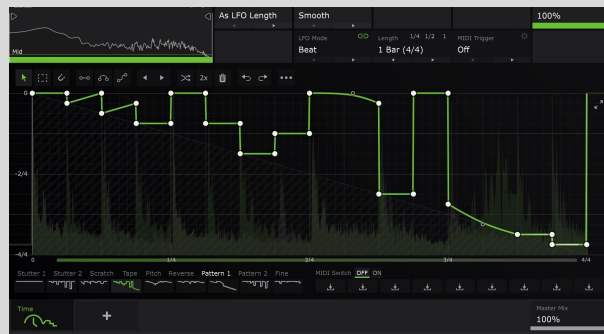 As LFO Length Smooth 100%
LFO Mode Length 1/4 1/2 1 MIDI Trigger
Mid Beat 1 Bar (4/4) Off
2x
0
-2/4
-4/4
0 1/4 2/4 3/4 4/4
Stutter 1 Stutter 2 Scratch Tape Pitch Reverse Pattern 1 Pattern 2 Fine MIDI Switch OFF ON
Time + Master Mix
100%